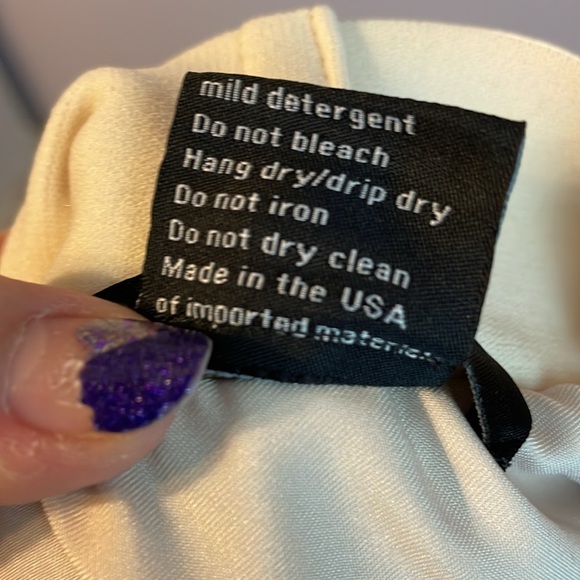 mild detergent
Do not bleach
Hang dry/drip dry
Do not iron
Do not dry clean
Made in the USA
of imported materials